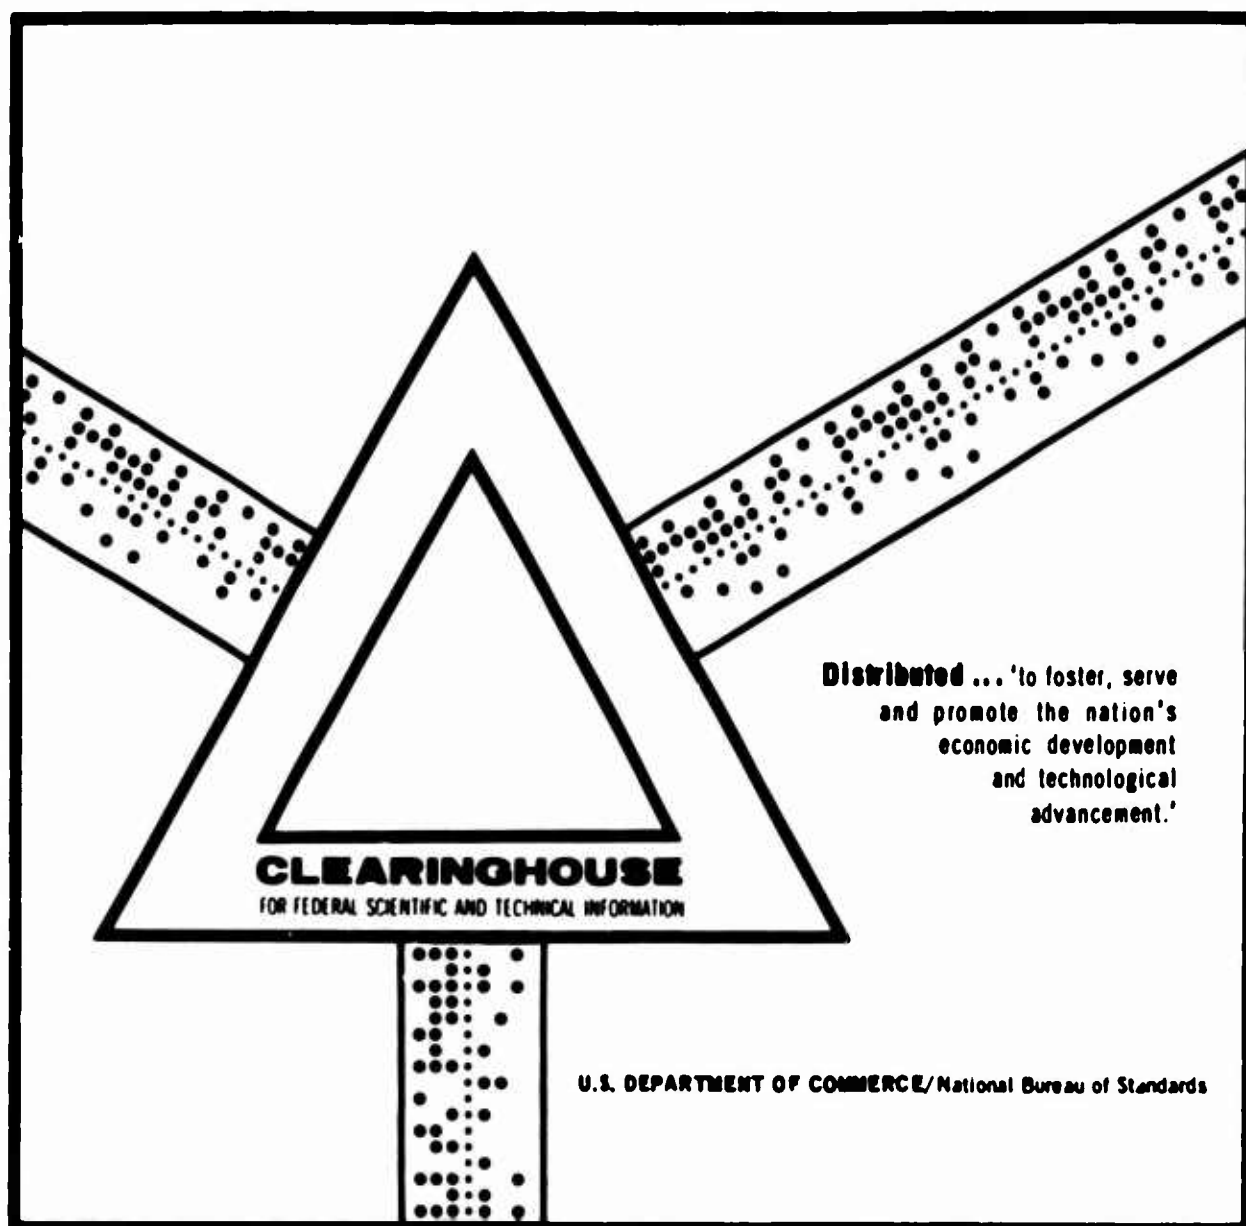 Distributed ... 'to foster, serve
and promote the nation's
economic development
and technological
advancement.'
CLEARINGHOUSE
FOR FEDERAL SCIENTIFIC AND TECHNICAL INFORMATION
U.S. DEPARTMENT OF COMMERCE/National Bureau of Standards